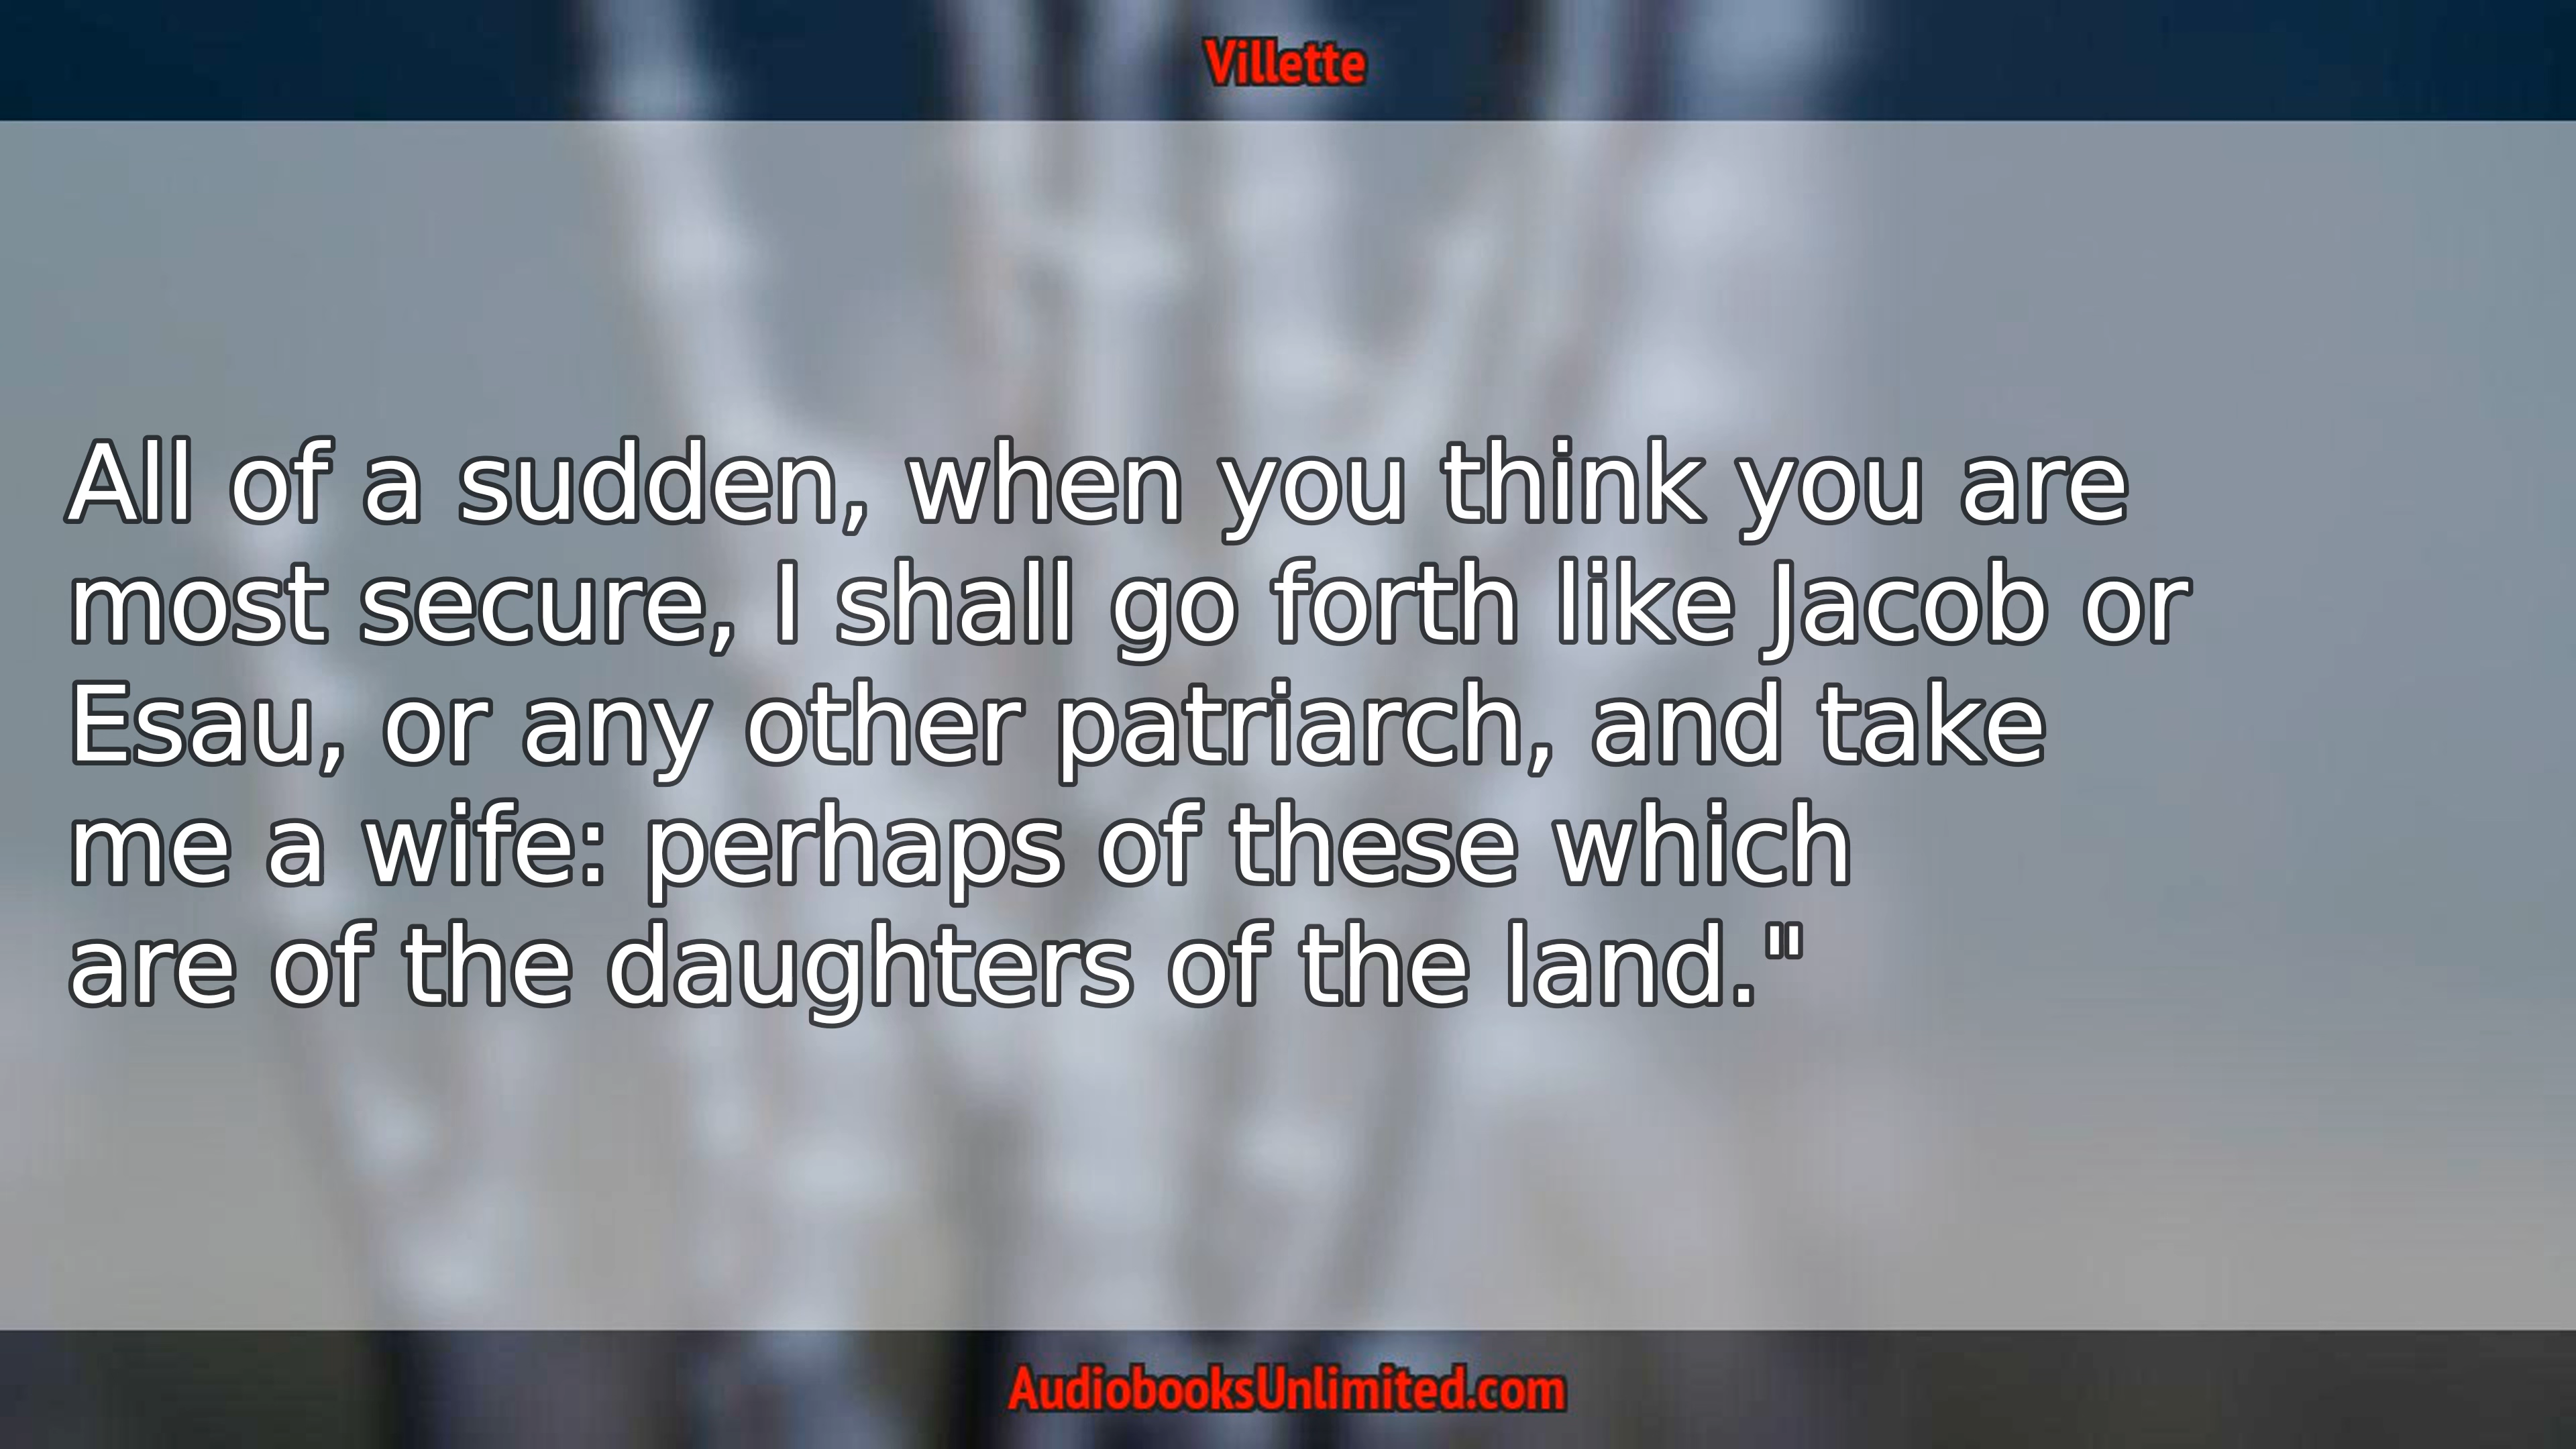 Villette
All of a sudden, when you think you are
most secure, I shall go forth like Jacob or
Esau, or any other patriarch, and take
me a wife: perhaps of these which
are of the daughters of the land."
AudiobooksUnlimited.com